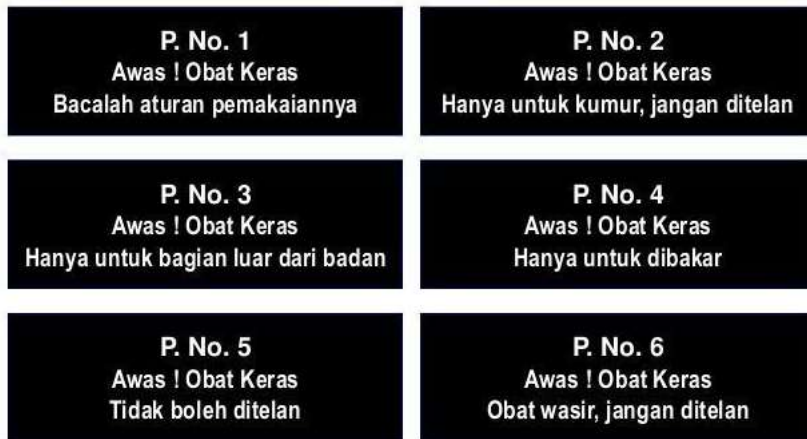 P. No. 1
Awas ! Obat Keras
Bacalah aturan pemakaiannya
P. No. 2
Awas ! Obat Keras
Hanya untuk kumur, jangan ditelan
P. No. 3
Awas ! Obat Keras
Hanya untuk bagian luar dari badan
P. No. 4
Awas ! Obat Keras
Hanya untuk dibakar
P. No. 5
Awas ! Obat Keras
Tidak boleh ditelan
P. No. 6
Awas ! Obat Keras
Obat wasir, jangan ditelan